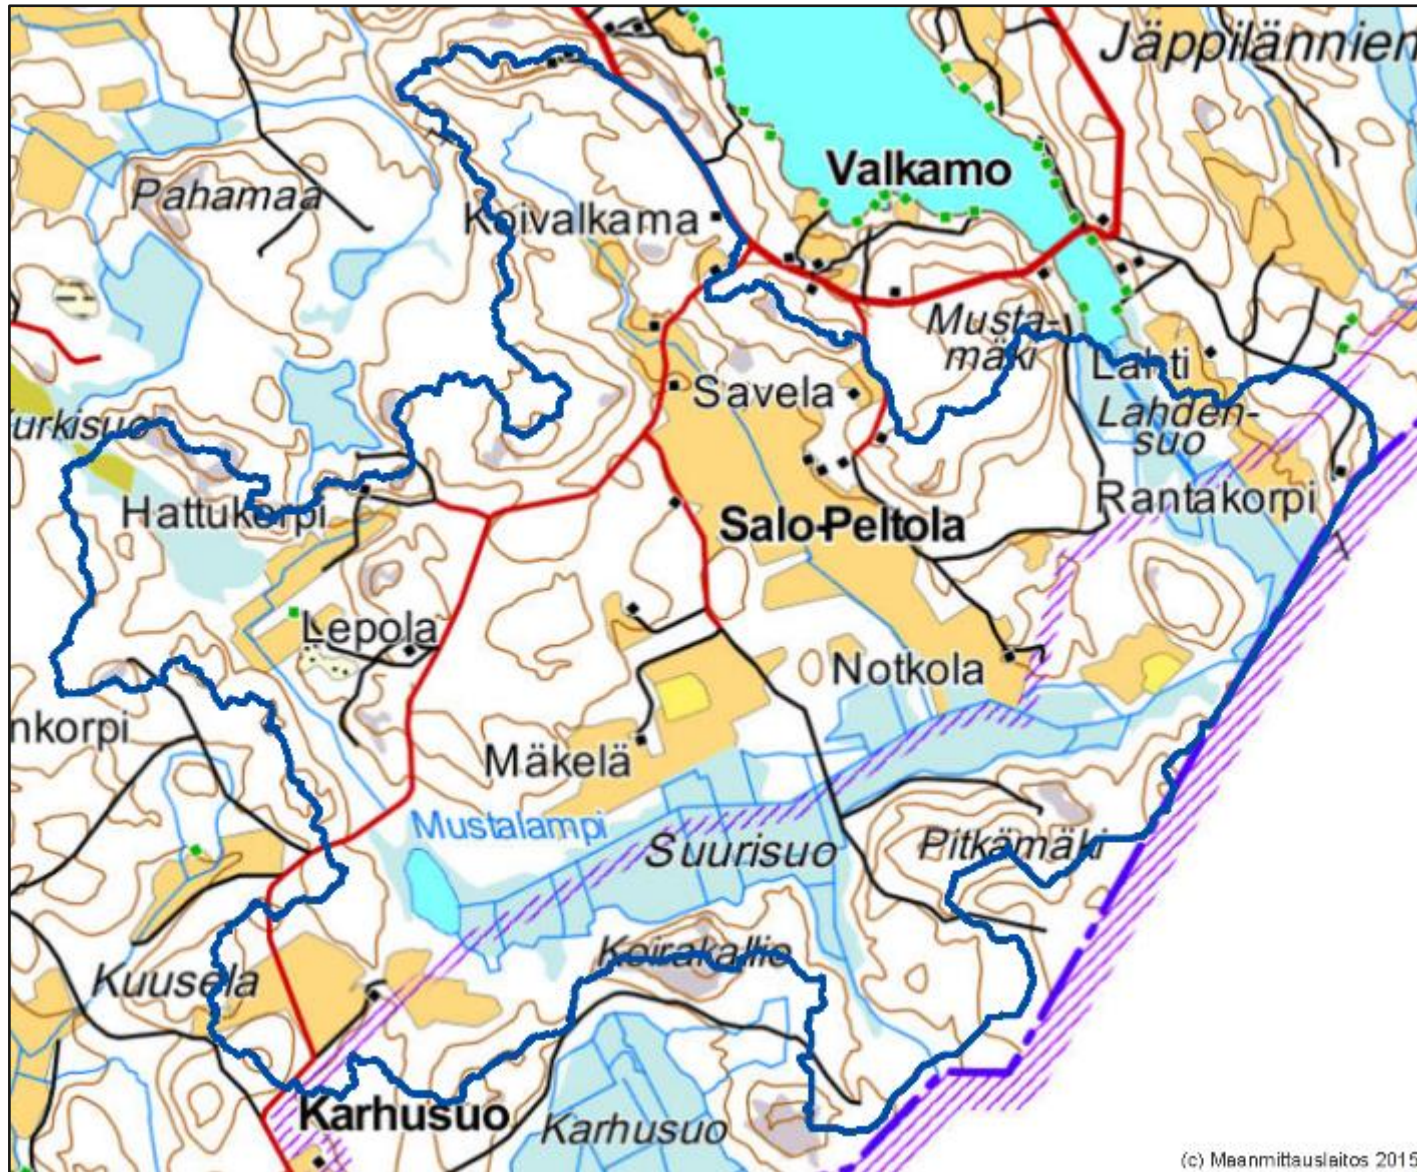 Jäppilännien
Valkamo
Pahamaa
Koivalkama
Musta-
mäki
Lahti
Savela
Lahden-
suo
urkisuo
Rantakorpi
Hattukorpi
Salo-Peltola
Lepola
Notkola
nkorpi
Mäkelä
Mustalampi
Suurisuo
Pitkämäki
Koirakallio
Kuusela
Karhusuo
Karhusuo
(c) Maanmittauslaitos 2015